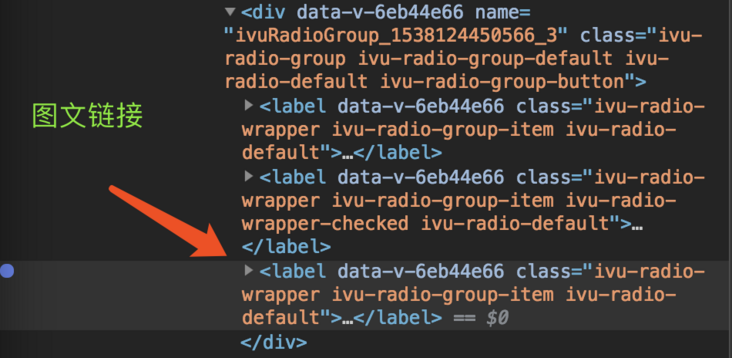 <div data-v-6eb44e66 name=
"ivuRadioGroup_1538124450566_3" class="ivu-
radio-group ivu-radio-group-default ivu-
radio-default ivu-radio-group-button">
图文链接
<label data-v-6eb44e66 class="ivu-radio-
wrapper ivu-radio-group-item ivu-radio-
default">…</label>
<label data-v-6eb44e66 class="ivu-radio-
wrapper ivu-radio-group-item ivu-radio-
wrapper-checked ivu-radio-default">…
</label>
<label data-v-6eb44e66 class="ivu-radio-
wrapper ivu-radio-group-item ivu-radio-
default">…</label> == $0
</div>